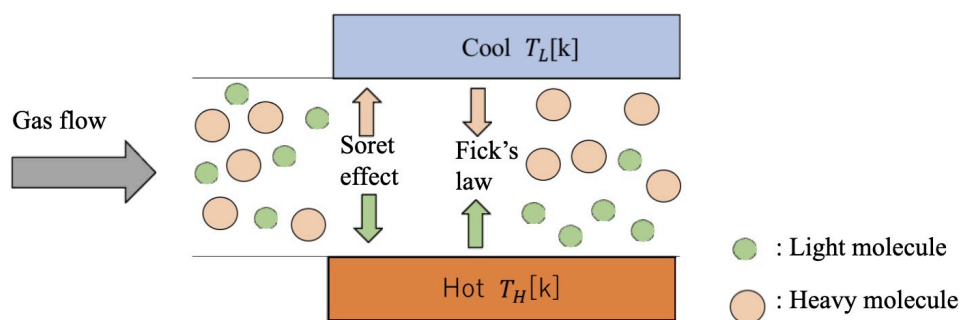 Cool T_L[k]
Gas flow
Soret
effect
Fick's
law
Hot T_H[k]
: Light molecule
: Heavy molecule